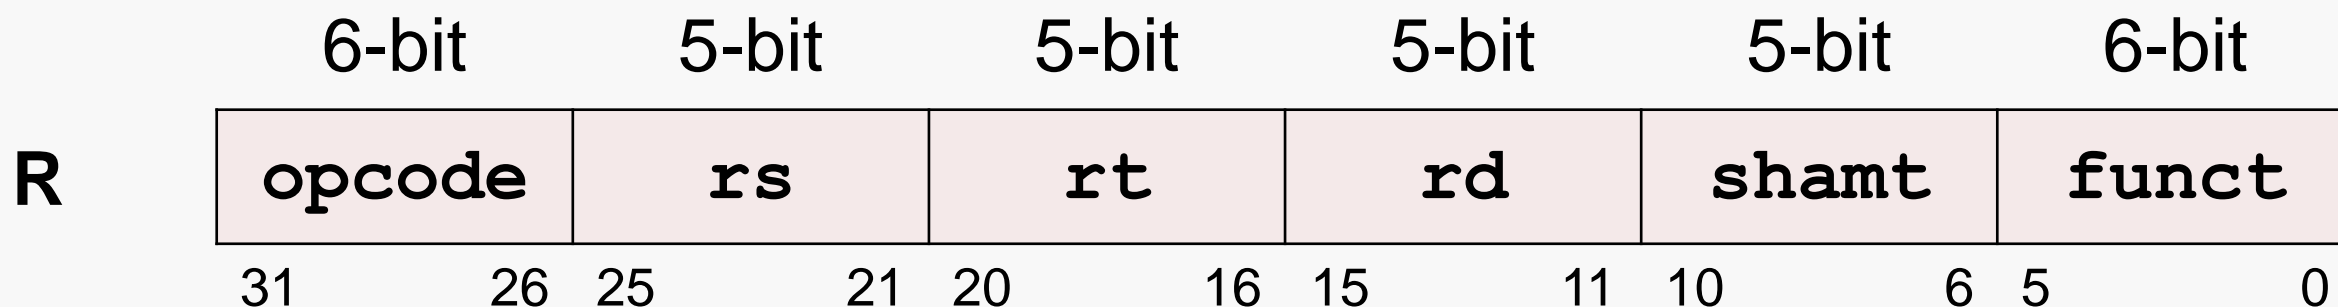 6-bit 5-bit 5-bit 5-bit 5-bit 6-bit
R opcode rs rt rd shamt funct
31 26 25 21 20 16 15 11 10 6 5 0